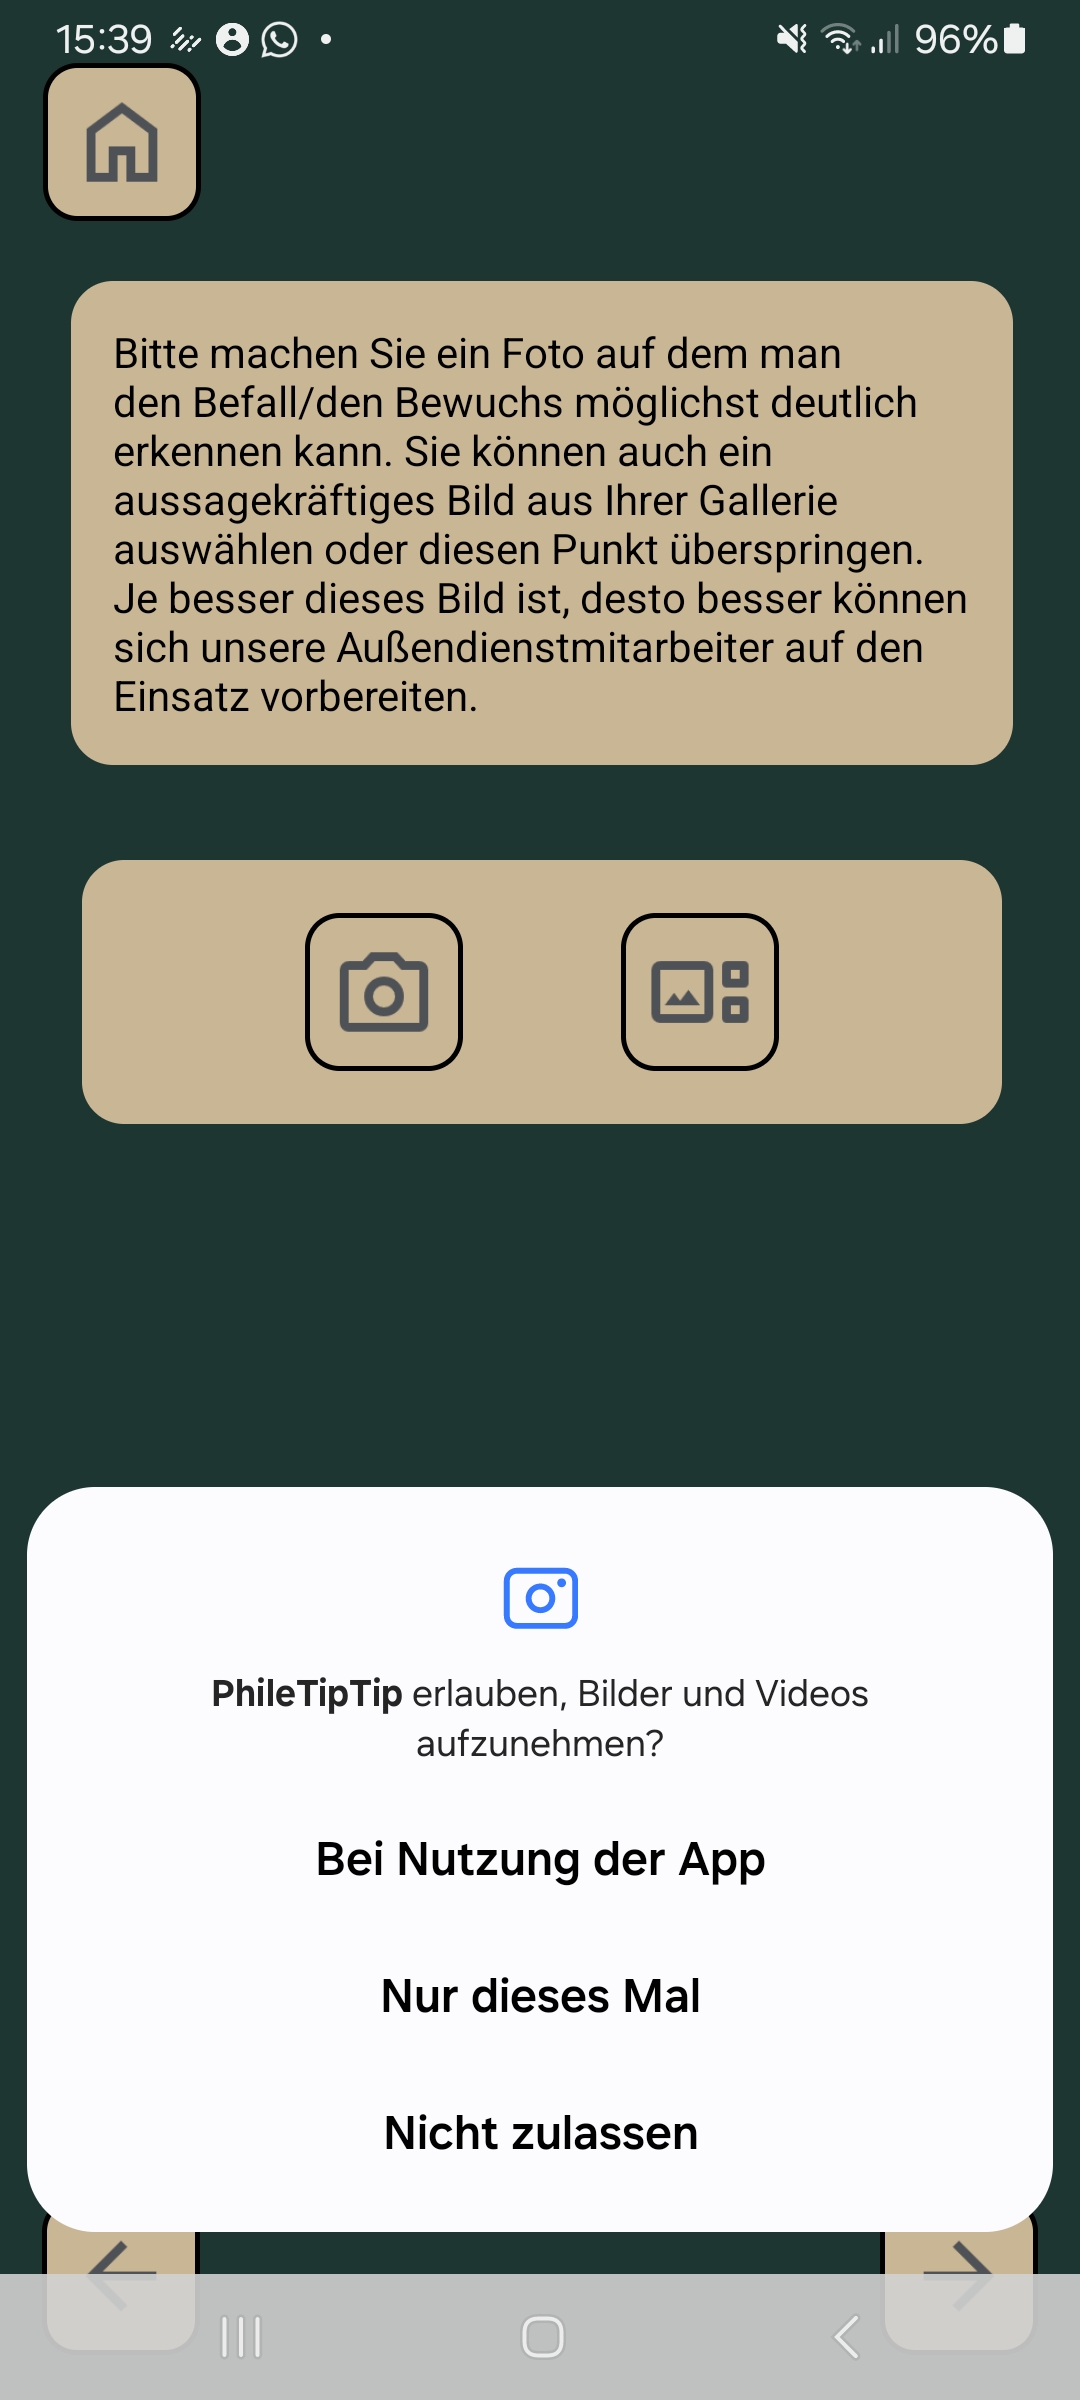 15:39
96%
Bitte machen Sie ein Foto auf dem man
den Befall/den Bewuchs möglichst deutlich
erkennen kann. Sie können auch ein
aussagekräftiges Bild aus Ihrer Gallerie
auswählen oder diesen Punkt überspringen.
Je besser dieses Bild ist, desto besser können
sich unsere Außendienstmitarbeiter auf den
Einsatz vorbereiten.
PhileTipTip erlauben, Bilder und Videos
aufzunehmen?
Bei Nutzung der App
Nur dieses Mal
Nicht zulassen